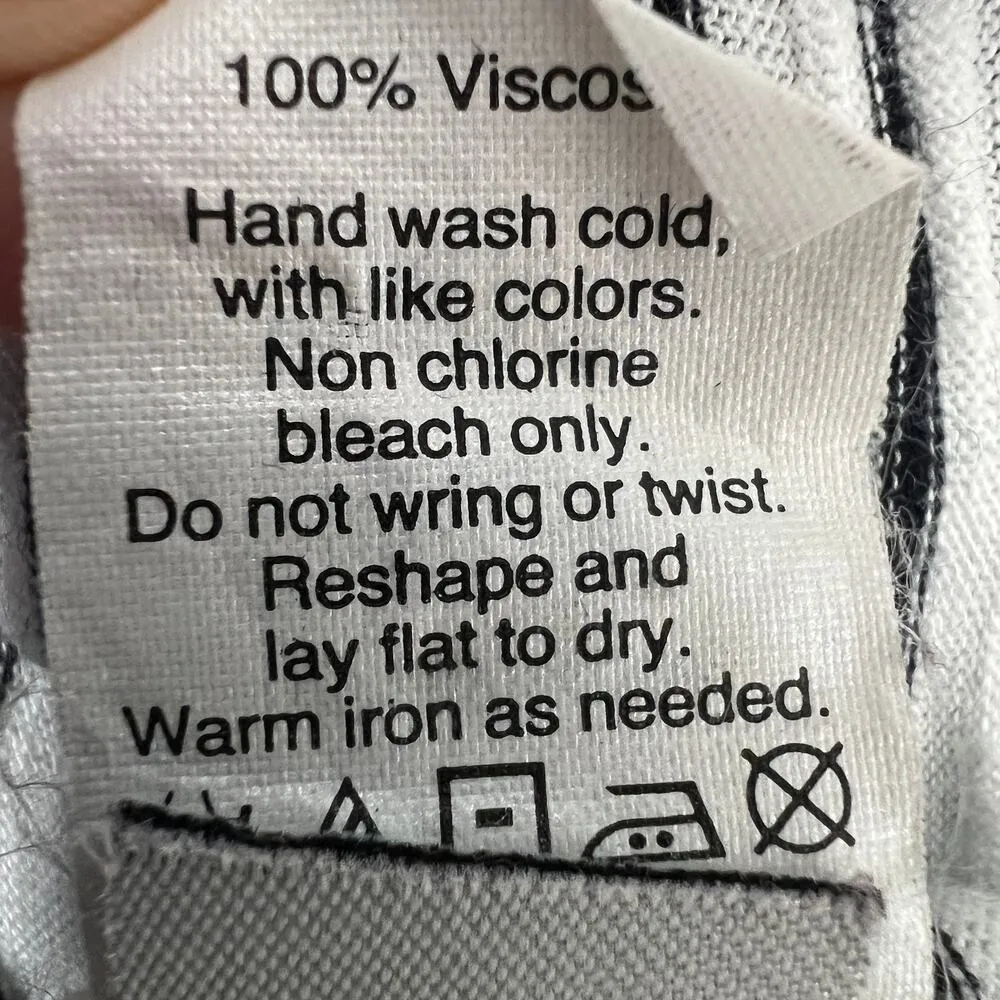 100% Viscos
Hand wash cold,
with like colors.
Non chlorine
bleach only.
Do not wring or twist.
Reshape and
lay flat to dry.
Warm iron as needed.